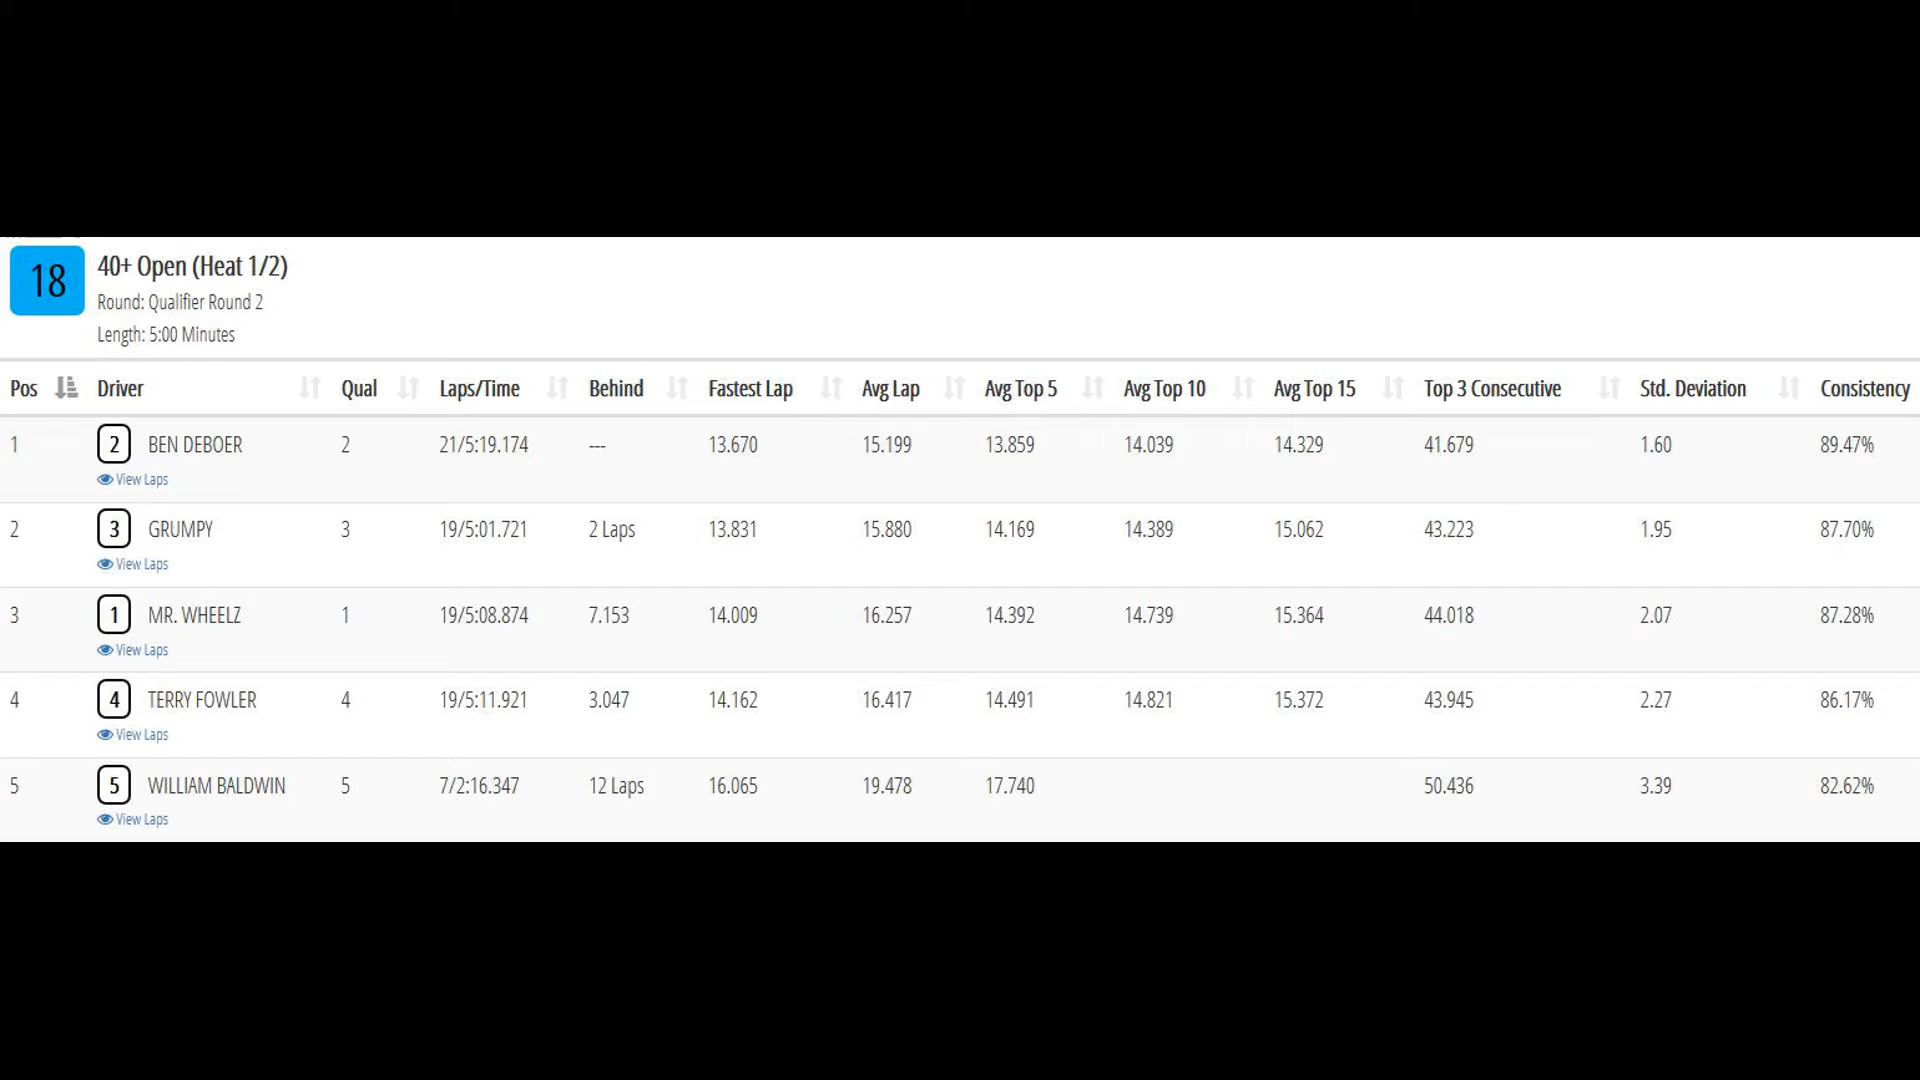 18
40+ Open (Heat 1/2)
Round: Qualifier Round 2
Length: 5:00 Minutes
Pos Driver Qual Laps/Time Behind Fastest Lap Avg Lap Avg Top 5 Avg Top 10 Avg Top 15 Top 3 Consecutive Std. Deviation Consistency
1 2 BEN DEBOER 2 21/5:19.174 --- 13.670 15.199 13.859 14.039 14.329 41.679 1.60 89.47%
View Laps
2 3 GRUMPY 3 19/5:01.721 2 Laps 13.831 15.880 14.169 14.389 15.062 43.223 1.95 87.70%
View Laps
3 1 MR. WHEELZ 1 19/5:08.874 7.153 14.009 16.257 14.392 14.739 15.364 44.018 2.07 87.28%
View Laps
4 4 TERRY FOWLER 4 19/5:11.921 3.047 14.162 16.417 14.491 14.821 15.372 43.945 2.27 86.17%
View Laps
5 5 WILLIAM BALDWIN 5 7/2:16.347 12 Laps 16.065 19.478 17.740 50.436 3.39 82.62%
View Laps